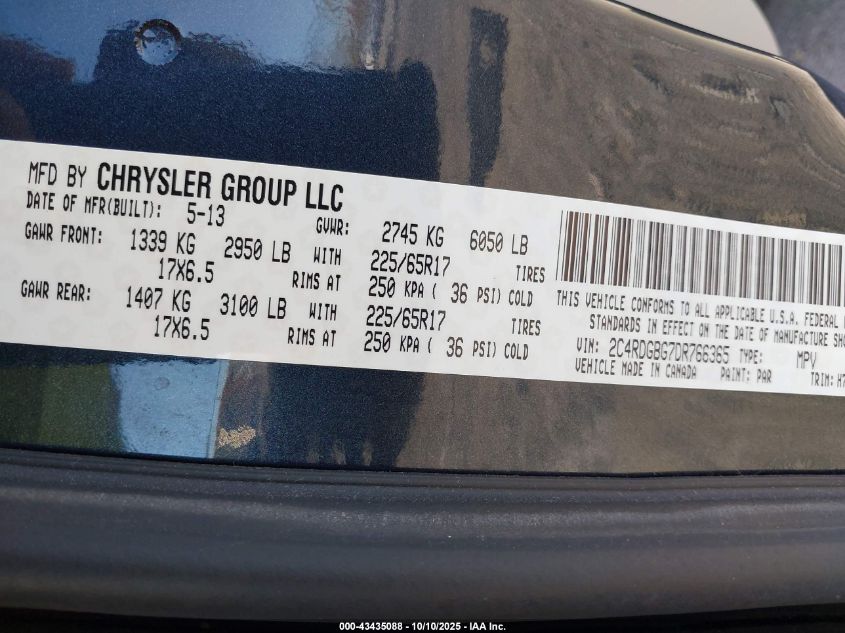 MFD BY CHRYSLER GROUP LLC
DATE OF MFR(BUILT): 5-13 GVWR: 2745 KG 6050 LB
GAWR FRONT: 1339 KG 2950 LB WITH 225/65R17 TIRES
17X6.5 RIMS AT 250 KPA ( 36 PSI) COLD
GAWR REAR: 1407 KG 3100 LB WITH 225/65R17 TIRES
17X6.5 RIMS AT 250 KPA ( 36 PSI) COLD
THIS VEHICLE CONFORMS TO ALL APPLICABLE U.S.A. FEDERAL
STANDARDS IN EFFECT ON THE DATE OF MANUFACTURE SHO
VIN: 2C4RDGBG7DR766365 TYPE: MPV
VEHICLE MADE IN CANADA PAINT: PAR TRIM: H7
000-43435088 - 10/10/2025 - IAA Inc.